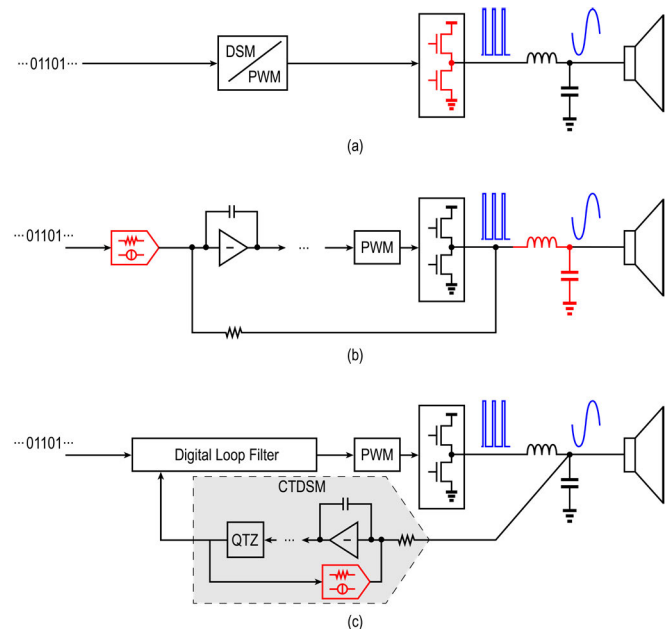 ···01101···
DSM
PWM
(a)
···01101···
···
PWM
(b)
···01101···
Digital Loop Filter
PWM
CTDSM
QTZ
···
(c)